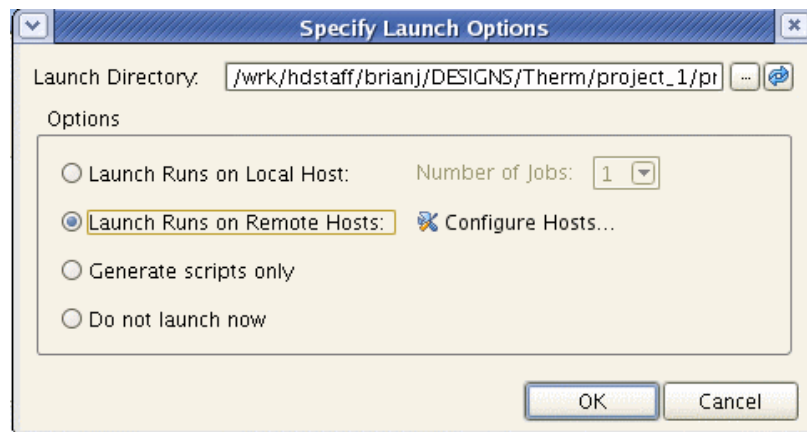 Specify Launch Options
Launch Directory: /wrk/hdstaff/brianj/DESIGNS/Therm/project_1/pr ...
Options
Launch Runs on Local Host: Number of Jobs: 1
Launch Runs on Remote Hosts: Configure Hosts...
Generate scripts only
Do not launch now
OK Cancel